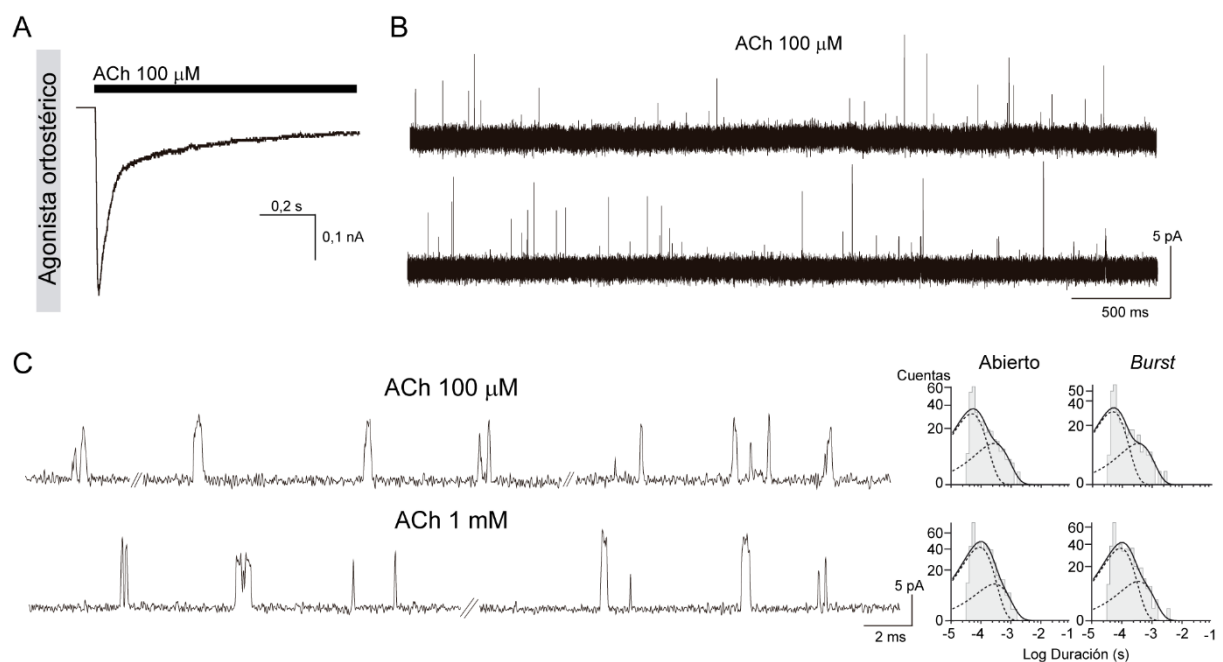 A
Agonista ortostérico
ACh 100 μM
0,2 s
0,1 nA
B
ACh 100 μM
5 pA
500 ms
C
ACh 100 μM
ACh 1 mM
5 pA
2 ms
Abierto
Burst
Cuentas
60
40
20
0
50
40
20
0
60
40
20
0
60
40
20
0
-5 -4 -3 -2 -1
-5 -4 -3 -2 -1
Log Duración (s)